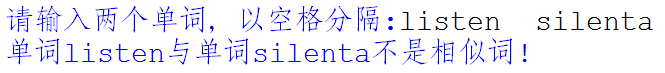 请输入两个单词, 以空格分隔:listen  silenta
单词listen与单词silenta不是相似词!